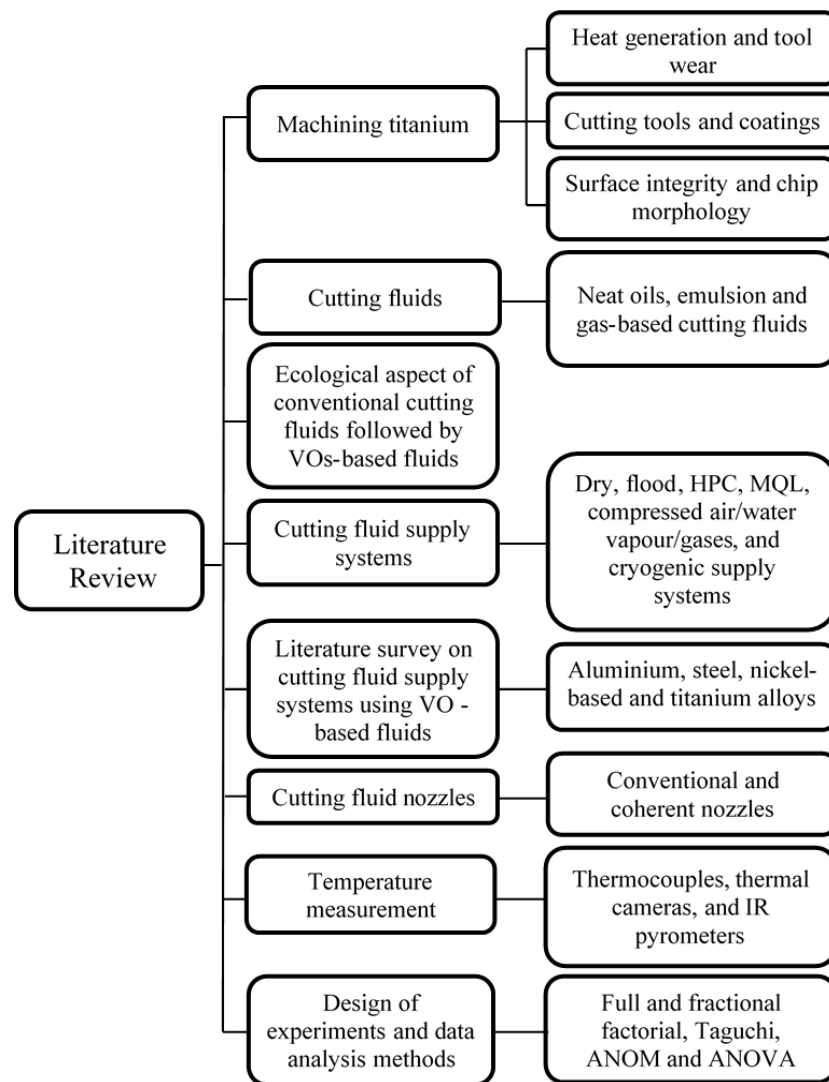 Literature
Review
Machining titanium
Heat generation and tool
wear
Cutting tools and coatings
Surface integrity and chip
morphology
Cutting fluids
Neat oils, emulsion and
gas-based cutting fluids
Ecological aspect of
conventional cutting
fluids followed by
VOs-based fluids
Cutting fluid supply
systems
Dry, flood, HPC, MQL,
compressed air/water
vapour/gases, and
cryogenic supply
systems
Literature survey on
cutting fluid supply
systems using VO -
based fluids
Aluminium, steel, nickel-
based and titanium alloys
Cutting fluid nozzles
Conventional and
coherent nozzles
Temperature
measurement
Thermocouples, thermal
cameras, and IR
pyrometers
Design of
experiments and data
analysis methods
Full and fractional
factorial, Taguchi,
ANOM and ANOVA